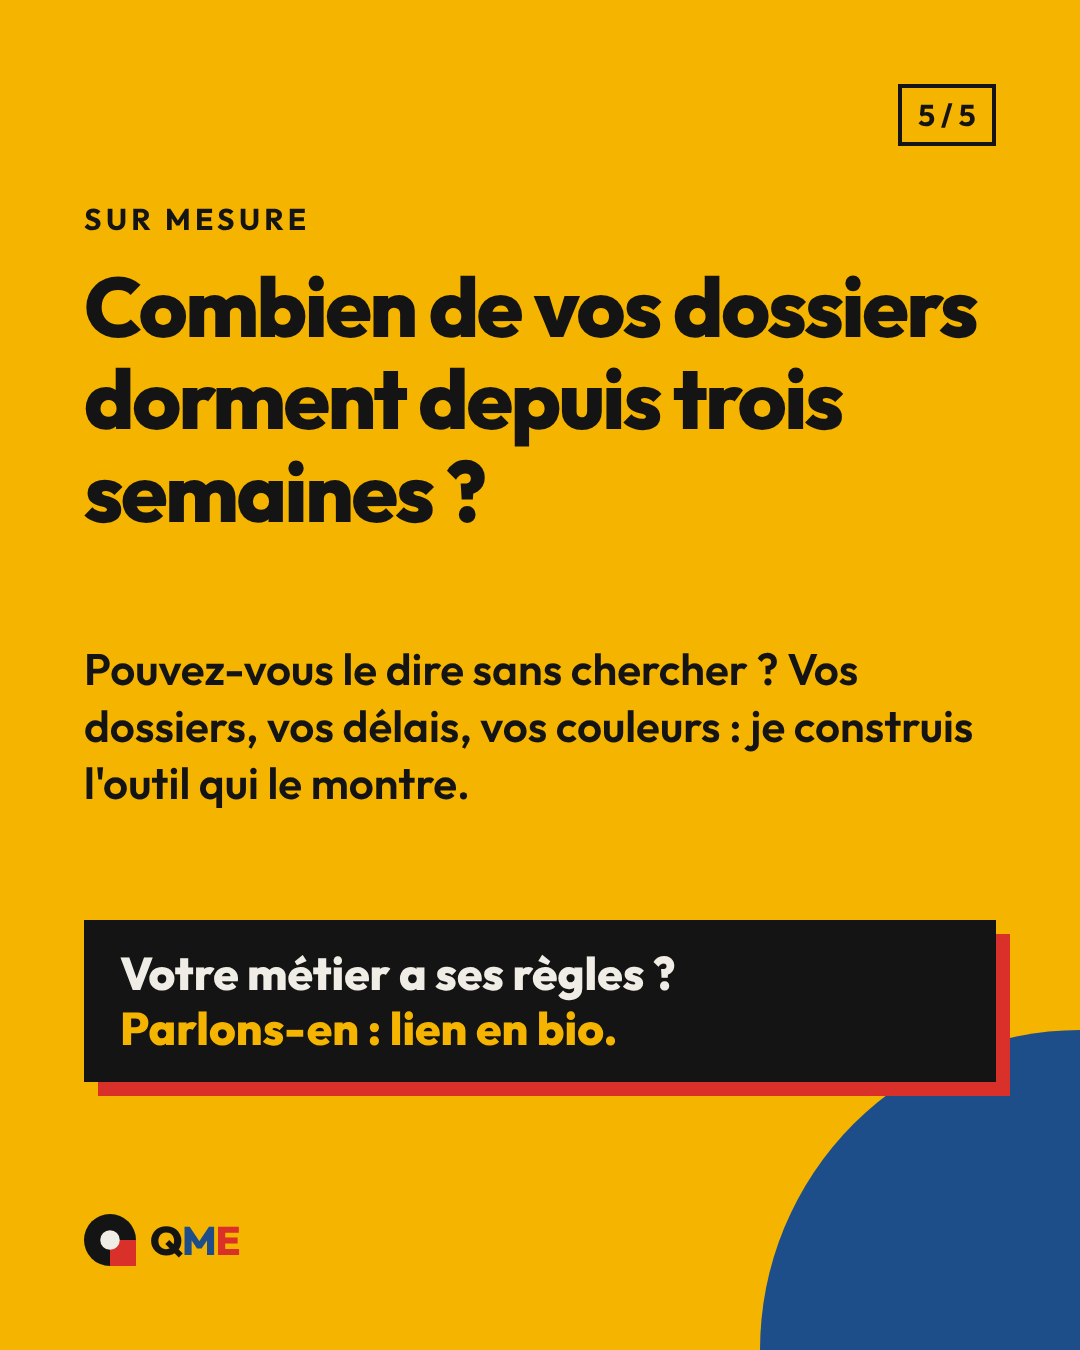 5 / 5
SUR MESURE
Combien de vos dossiers
dorment depuis trois
semaines ?
Pouvez-vous le dire sans chercher ? Vos
dossiers, vos délais, vos couleurs : je construis
l'outil qui le montre.
Votre métier a ses règles ?
Parlons-en : lien en bio.
QME